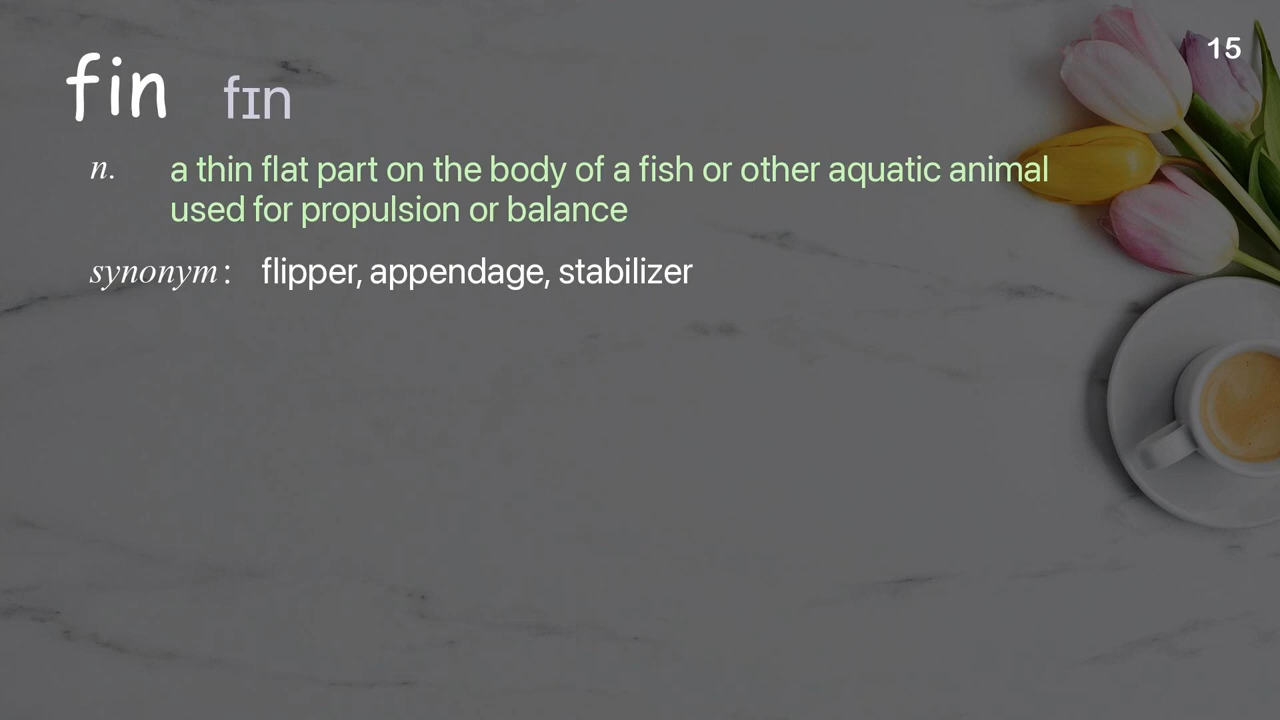 15
fin fɪn
n. a thin flat part on the body of a fish or other aquatic animal
used for propulsion or balance
synonym: flipper, appendage, stabilizer